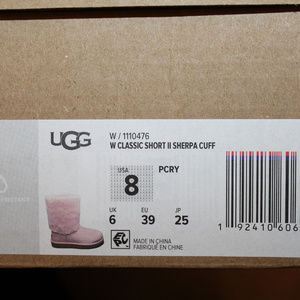 UGG
W / 1110476
W CLASSIC SHORT II SHERPA CUFF
USA
8
PCRY
UK
6
EU
39
JP
25
MADE IN CHINA
FABRIQUÉ EN CHINE
1 92410 606